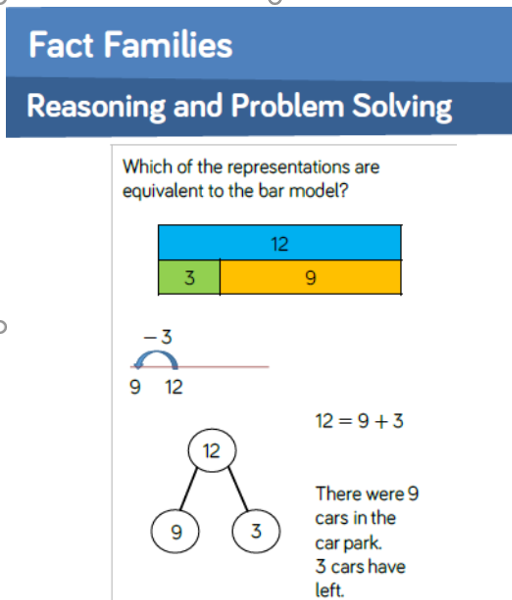 Fact Families
Reasoning and Problem Solving
Which of the representations are
equivalent to the bar model?
12
3 9
− 3
9 12
12 = 9 + 3
12
9 3
There were 9
cars in the
car park.
3 cars have
left.